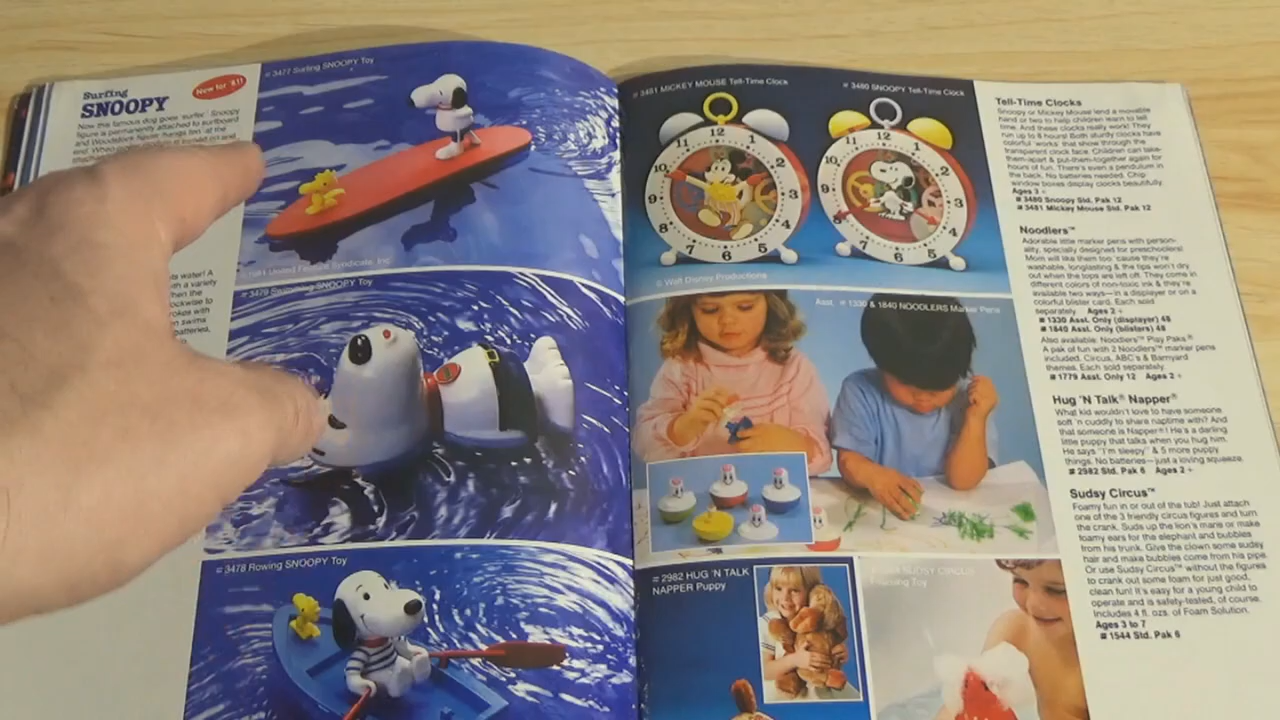 Surfing
SNOOPY
New for '81!
Now this famous dog goes 'surfin'.' Snoopy
figure is permanently attached to surfboard
and Woodstock figure 'hangs ten' at the
# 3477 Surfing SNOOPY Toy
© 1981 United Feature Syndicate, Inc.
# 3479 Swimming SNOOPY Toy
# 3478 Rowing SNOOPY Toy
# 3481 MICKEY MOUSE Tell-Time Clock
# 3480 SNOOPY Tell-Time Clock
© Walt Disney Productions
Asst. # 1330 & 1840 NOODLERS Marker Pens
# 2982 HUG 'N TALK
NAPPER Puppy
SUDSY CIRCUS
Foaming Toy
Tell-Time Clocks
Snoopy or Mickey Mouse lend a movable
hand or two to help children learn to tell
time. And these clocks really work! They
run up to 8 hours! Both sturdy clocks have
colorful 'works' that show through the
transparent clock face. Children can take-
them-apart & put-them-together again for
hours of fun. There's even a pendulum in
the back. No batteries needed. Chip
window boxes display clocks beautifully.
Ages 3 +
# 3480 Snoopy Std. Pak 12
# 3481 Mickey Mouse Std. Pak 12
Noodlers™
Adorable little marker pens with person-
ality, specially designed for preschoolers!
Mom will like them too 'cause they're
washable, longlasting & the tips won't dry
out when the tops are left off. They come in
different colors of non-toxic ink & they're
available two ways—in a displayer or on a
colorful blister card. Each sold
separately. Ages 2 +
# 1330 Asst. Only (displayer) 48
# 1840 Asst. Only (blisters) 48
Also available: Noodlers™ Play Paks®
A pak of fun with 2 Noodlers™ marker pens
included. Circus, ABC's & Barnyard
themes. Each sold separately.
# 1779 Asst. Only 12 Ages 2 +
Hug 'N Talk® Napper®
What kid wouldn't love to have someone
soft 'n cuddly to share naptime with? And
that someone is Napper®! He's a darling
little puppy that talks when you hug him.
He says "I'm sleepy" & 5 more puppy
things. No batteries—just a loving squeeze.
# 2982 Std. Pak 6 Ages 2 +
Sudsy Circus™
Foamy fun in or out of the tub! Just attach
one of the 3 friendly circus figures and turn
the crank. Suds up the lion's mane or make
foamy ears for the elephant and bubbles
from his trunk. Give the clown some sudsy
hair and make bubbles come from his pipe.
Or use Sudsy Circus™ without the figures
to crank out some foam for just good,
clean fun! It's easy for a young child to
operate and is safety-tested, of course.
Includes 4 fl. ozs. of Foam Solution.
Ages 3 to 7
# 1544 Std. Pak 6